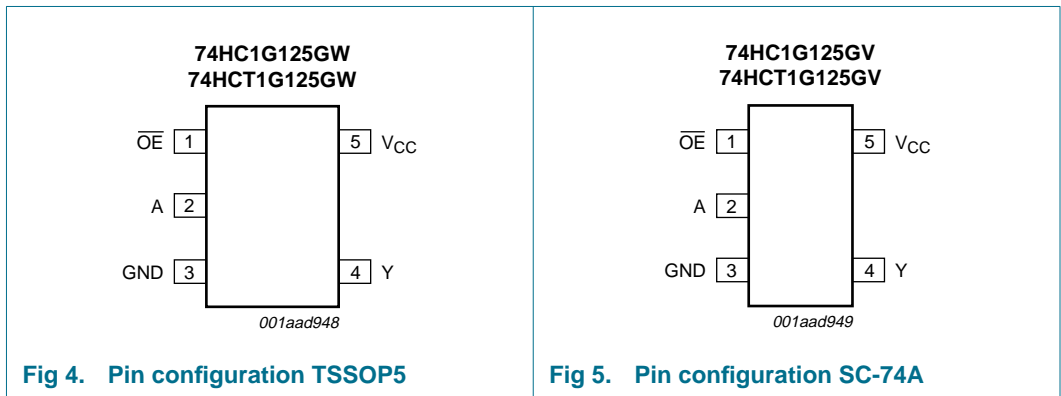 74HC1G125GW
74HCT1G125GW
OE 1
5 VCC
A 2
GND 3
4 Y
001aad948
Fig 4. Pin configuration TSSOP5
74HC1G125GV
74HCT1G125GV
OE 1
5 VCC
A 2
GND 3
4 Y
001aad949
Fig 5. Pin configuration SC-74A